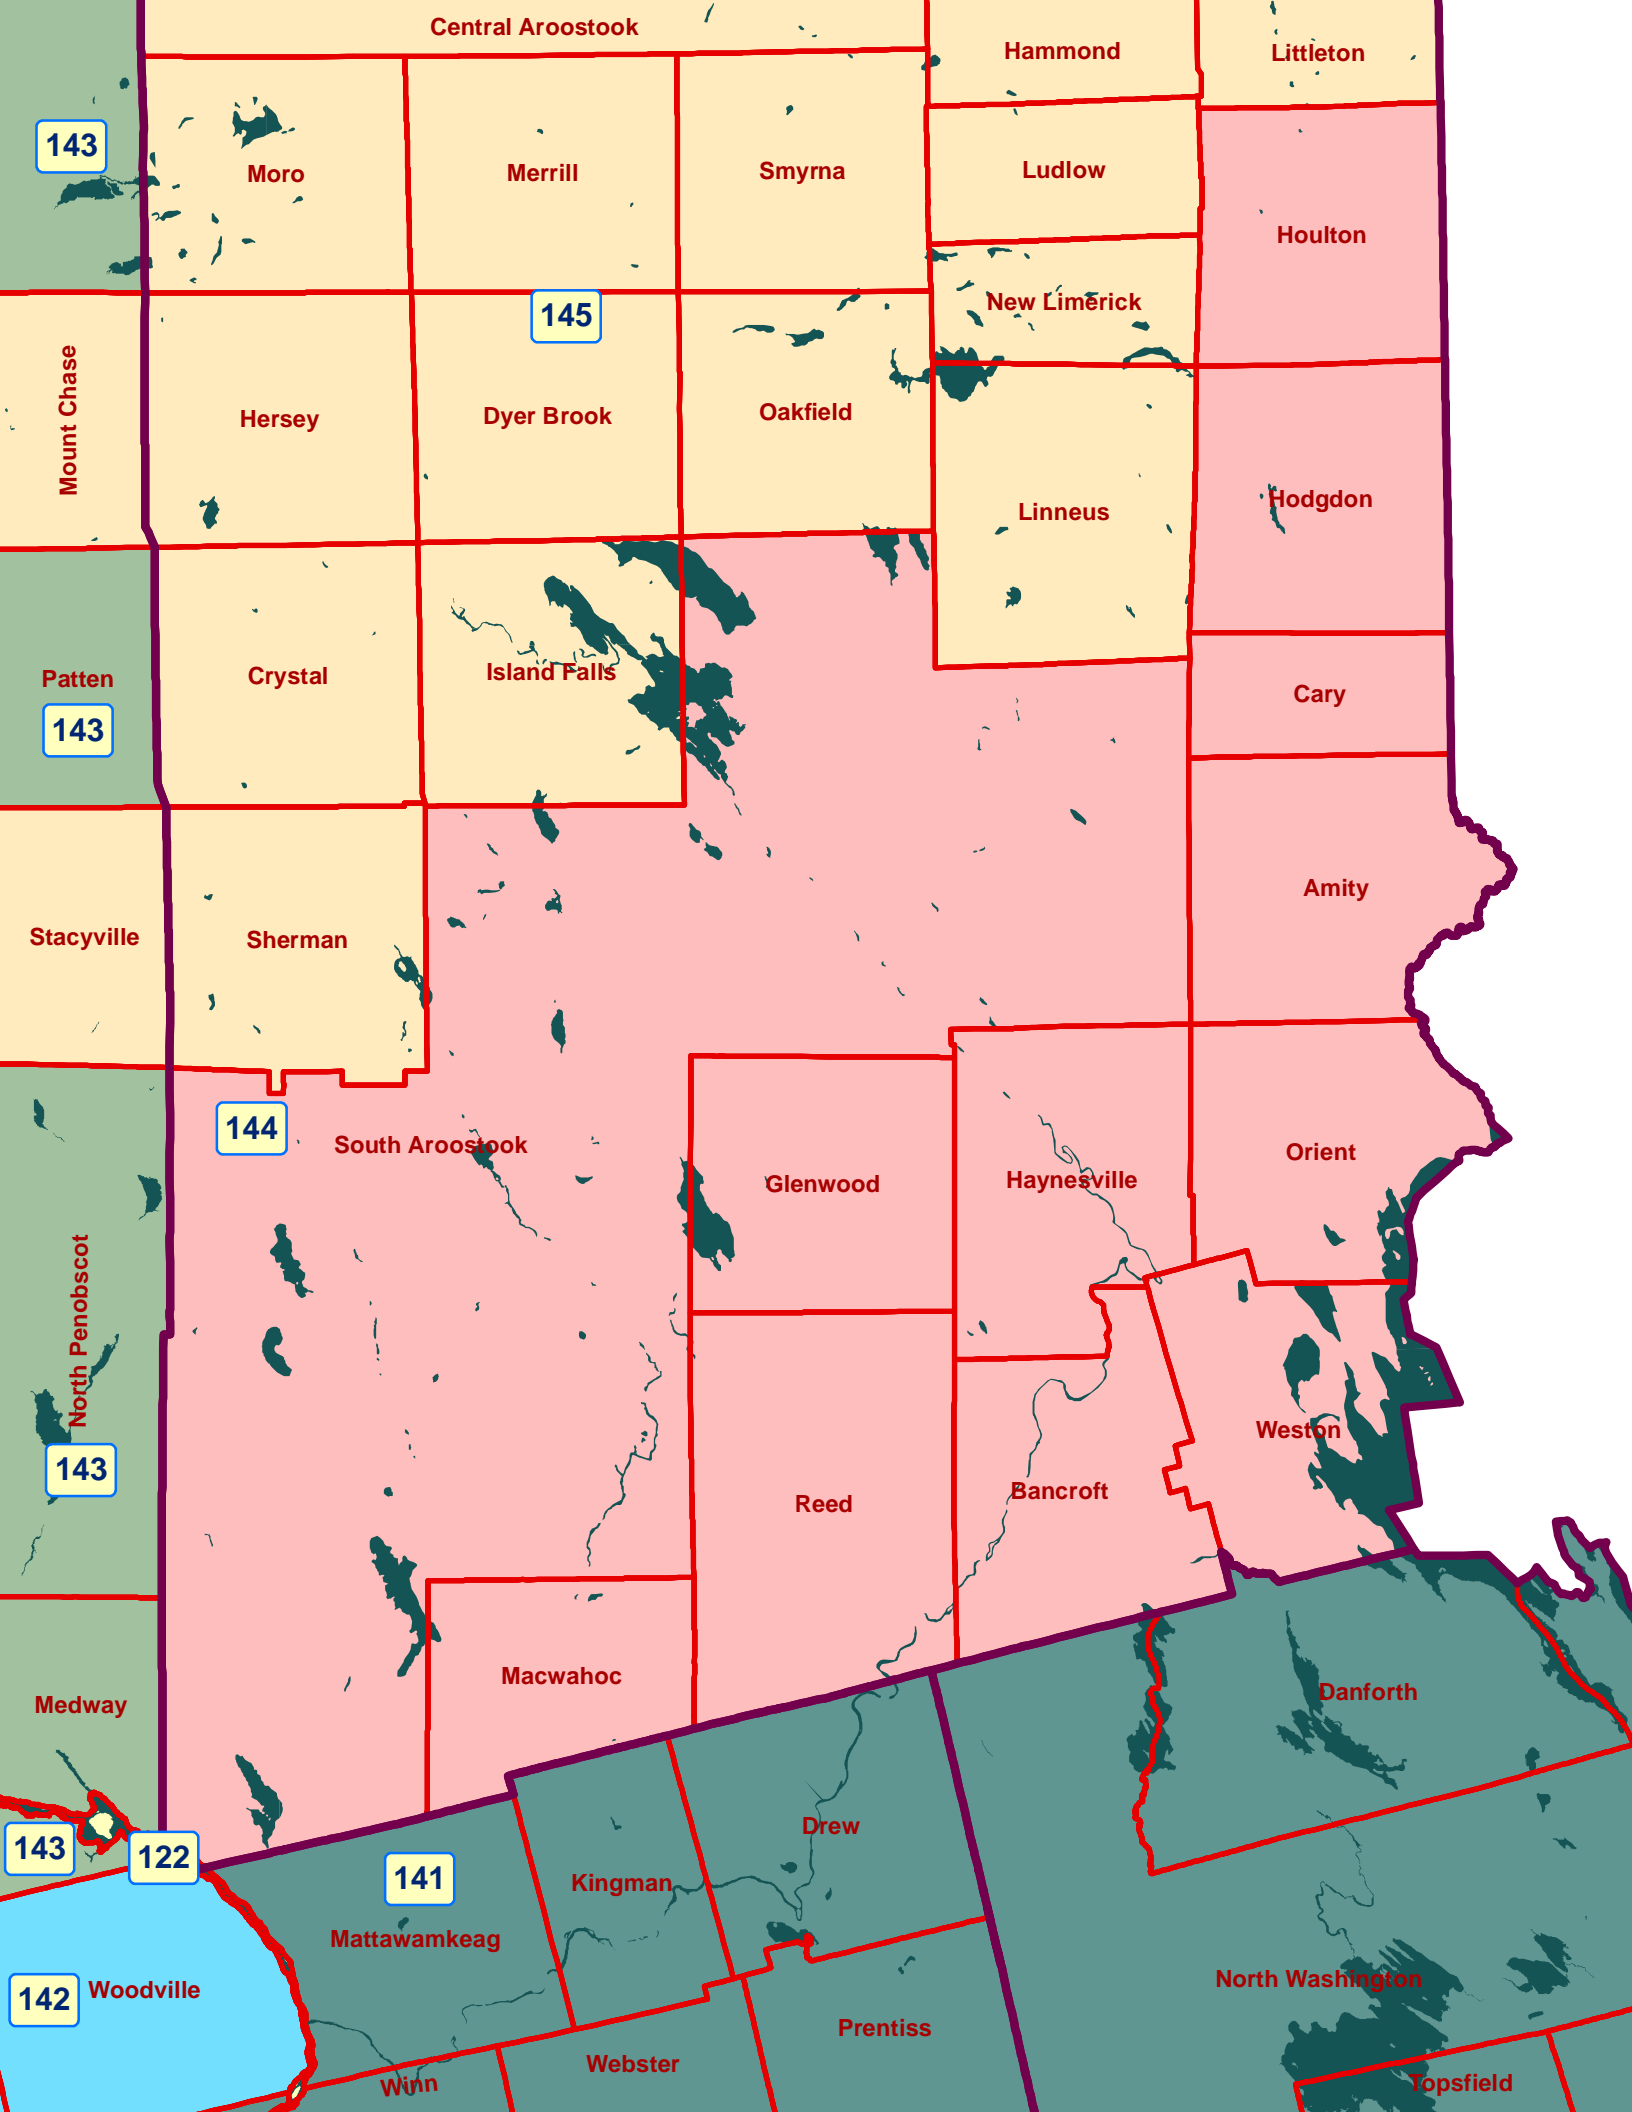 Central Aroostook
Hammond
Littleton
143
Moro
Merrill
Smyrna
Ludlow
Houlton
145
New Limerick
Mount Chase
Hersey
Dyer Brook
Oakfield
Linneus
Hodgdon
Patten
143
Crystal
Island Falls
Cary
Amity
Stacyville
Sherman
144
South Aroostook
Glenwood
Haynesville
Orient
North Penobscot
143
Reed
Bancroft
Weston
Medway
Macwahoc
Danforth
143
122
141
Kingman
Drew
Mattawamkeag
142
Woodville
North Washington
Prentiss
Webster
Winn
Topsfield